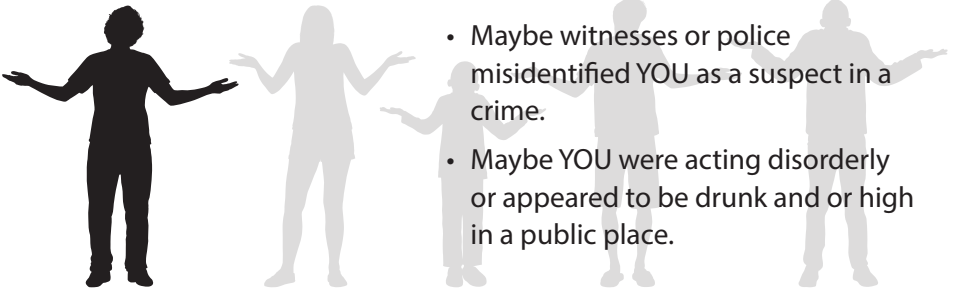 • Maybe witnesses or police
misidentified YOU as a suspect in a
crime.
• Maybe YOU were acting disorderly
or appeared to be drunk and or high
in a public place.